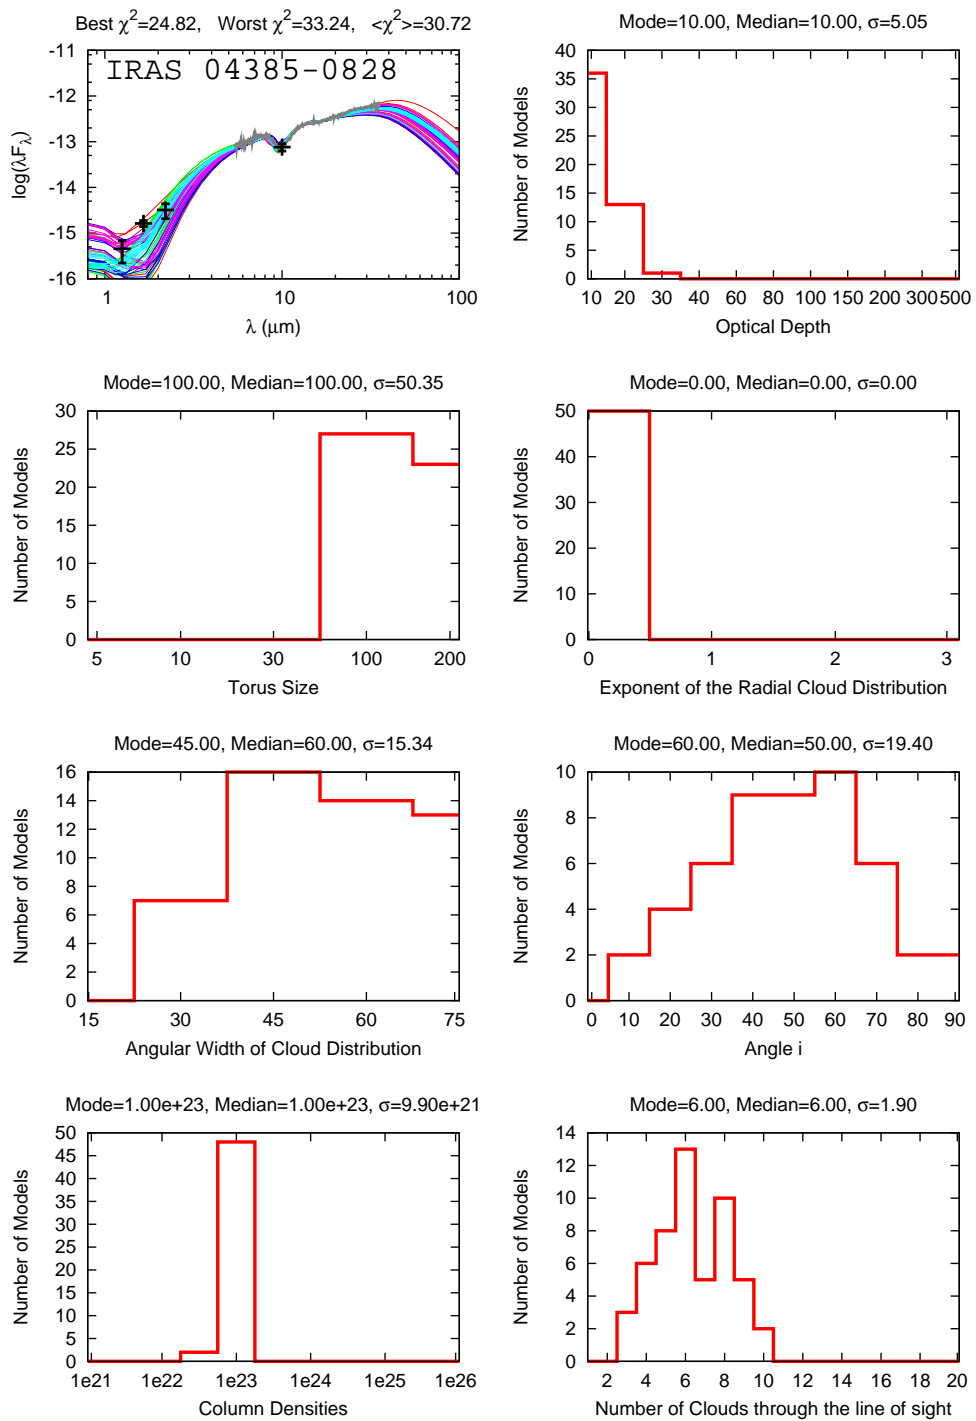 Best χ²=24.82, Worst χ²=33.24, <χ²>=30.72
IRAS 04385-0828
log(λFλ)
-11
-12
-13
-14
-15
-16
1 10 100
λ (μm)
Mode=10.00, Median=10.00, σ=5.05
Number of Models
40
35
30
25
20
15
10
5
0
10 20 30 40 60 80 100 150 200 300 500
Optical Depth
Mode=100.00, Median=100.00, σ=50.35
Number of Models
30
25
20
15
10
5
0
5 10 30 100 200
Torus Size
Mode=0.00, Median=0.00, σ=0.00
Number of Models
50
40
30
20
10
0
0 1 2 3
Exponent of the Radial Cloud Distribution
Mode=45.00, Median=60.00, σ=15.34
Number of Models
16
14
12
10
8
6
4
2
0
15 30 45 60 75
Angular Width of Cloud Distribution
Mode=60.00, Median=50.00, σ=19.40
Number of Models
10
8
6
4
2
0
0 10 20 30 40 50 60 70 80 90
Angle i
Mode=1.00e+23, Median=1.00e+23, σ=9.90e+21
Number of Models
50
45
40
35
30
25
20
15
10
5
0
1e21 1e22 1e23 1e24 1e25 1e26
Column Densities
Mode=6.00, Median=6.00, σ=1.90
Number of Models
14
12
10
8
6
4
2
0
2 4 6 8 10 12 14 16 18 20
Number of Clouds through the line of sight